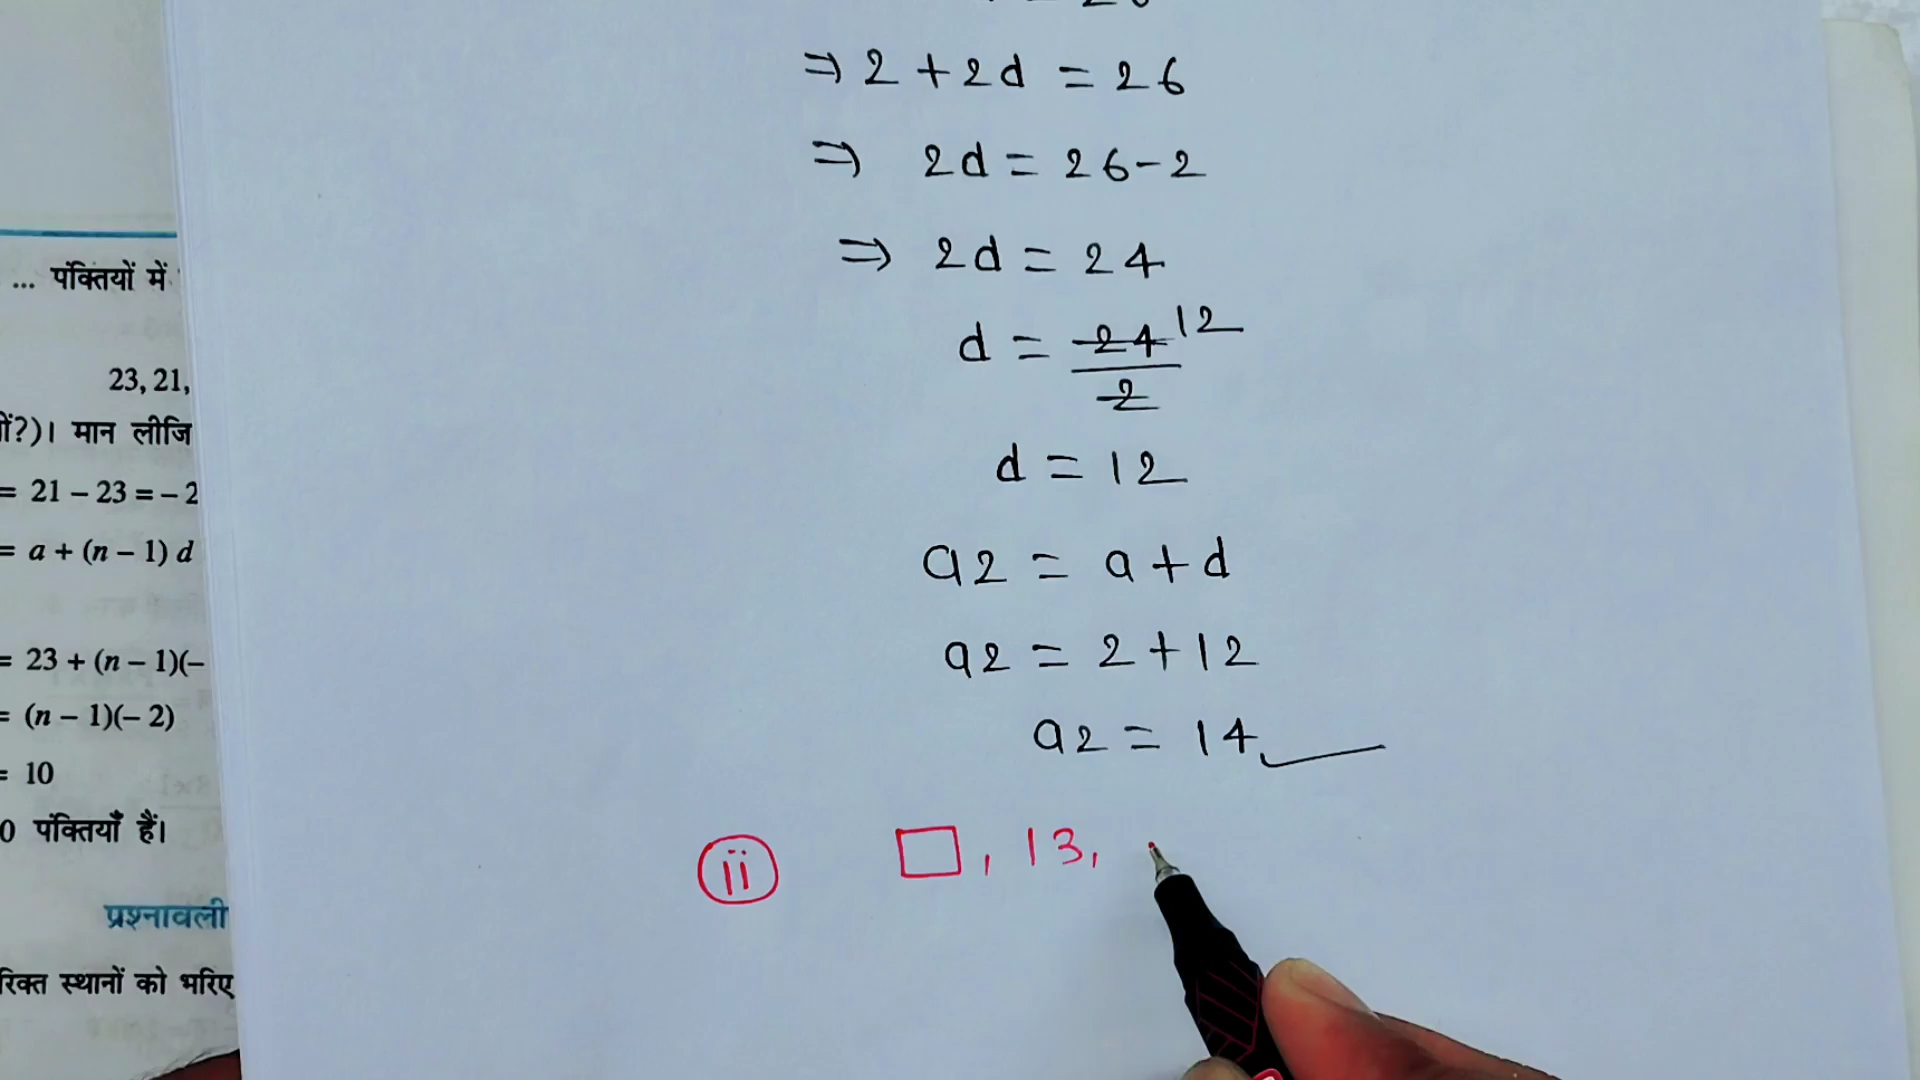 ⇒ 2 + 2d = 26
⇒ 2d = 26 - 2
⇒ 2d = 24
d = 24/2 12
d = 12
a2 = a + d
a2 = 2 + 12
a2 = 14
(ii) □, 13,
... पंक्तियों में
23, 21,
मान लीजि
= 21 – 23 = – 2
= a + (n – 1) d
= 23 + (n – 1)(–
= (n – 1)(– 2)
= 10
0 पंक्तियाँ हैं।
प्रश्नावली
रिक्त स्थानों को भरिए